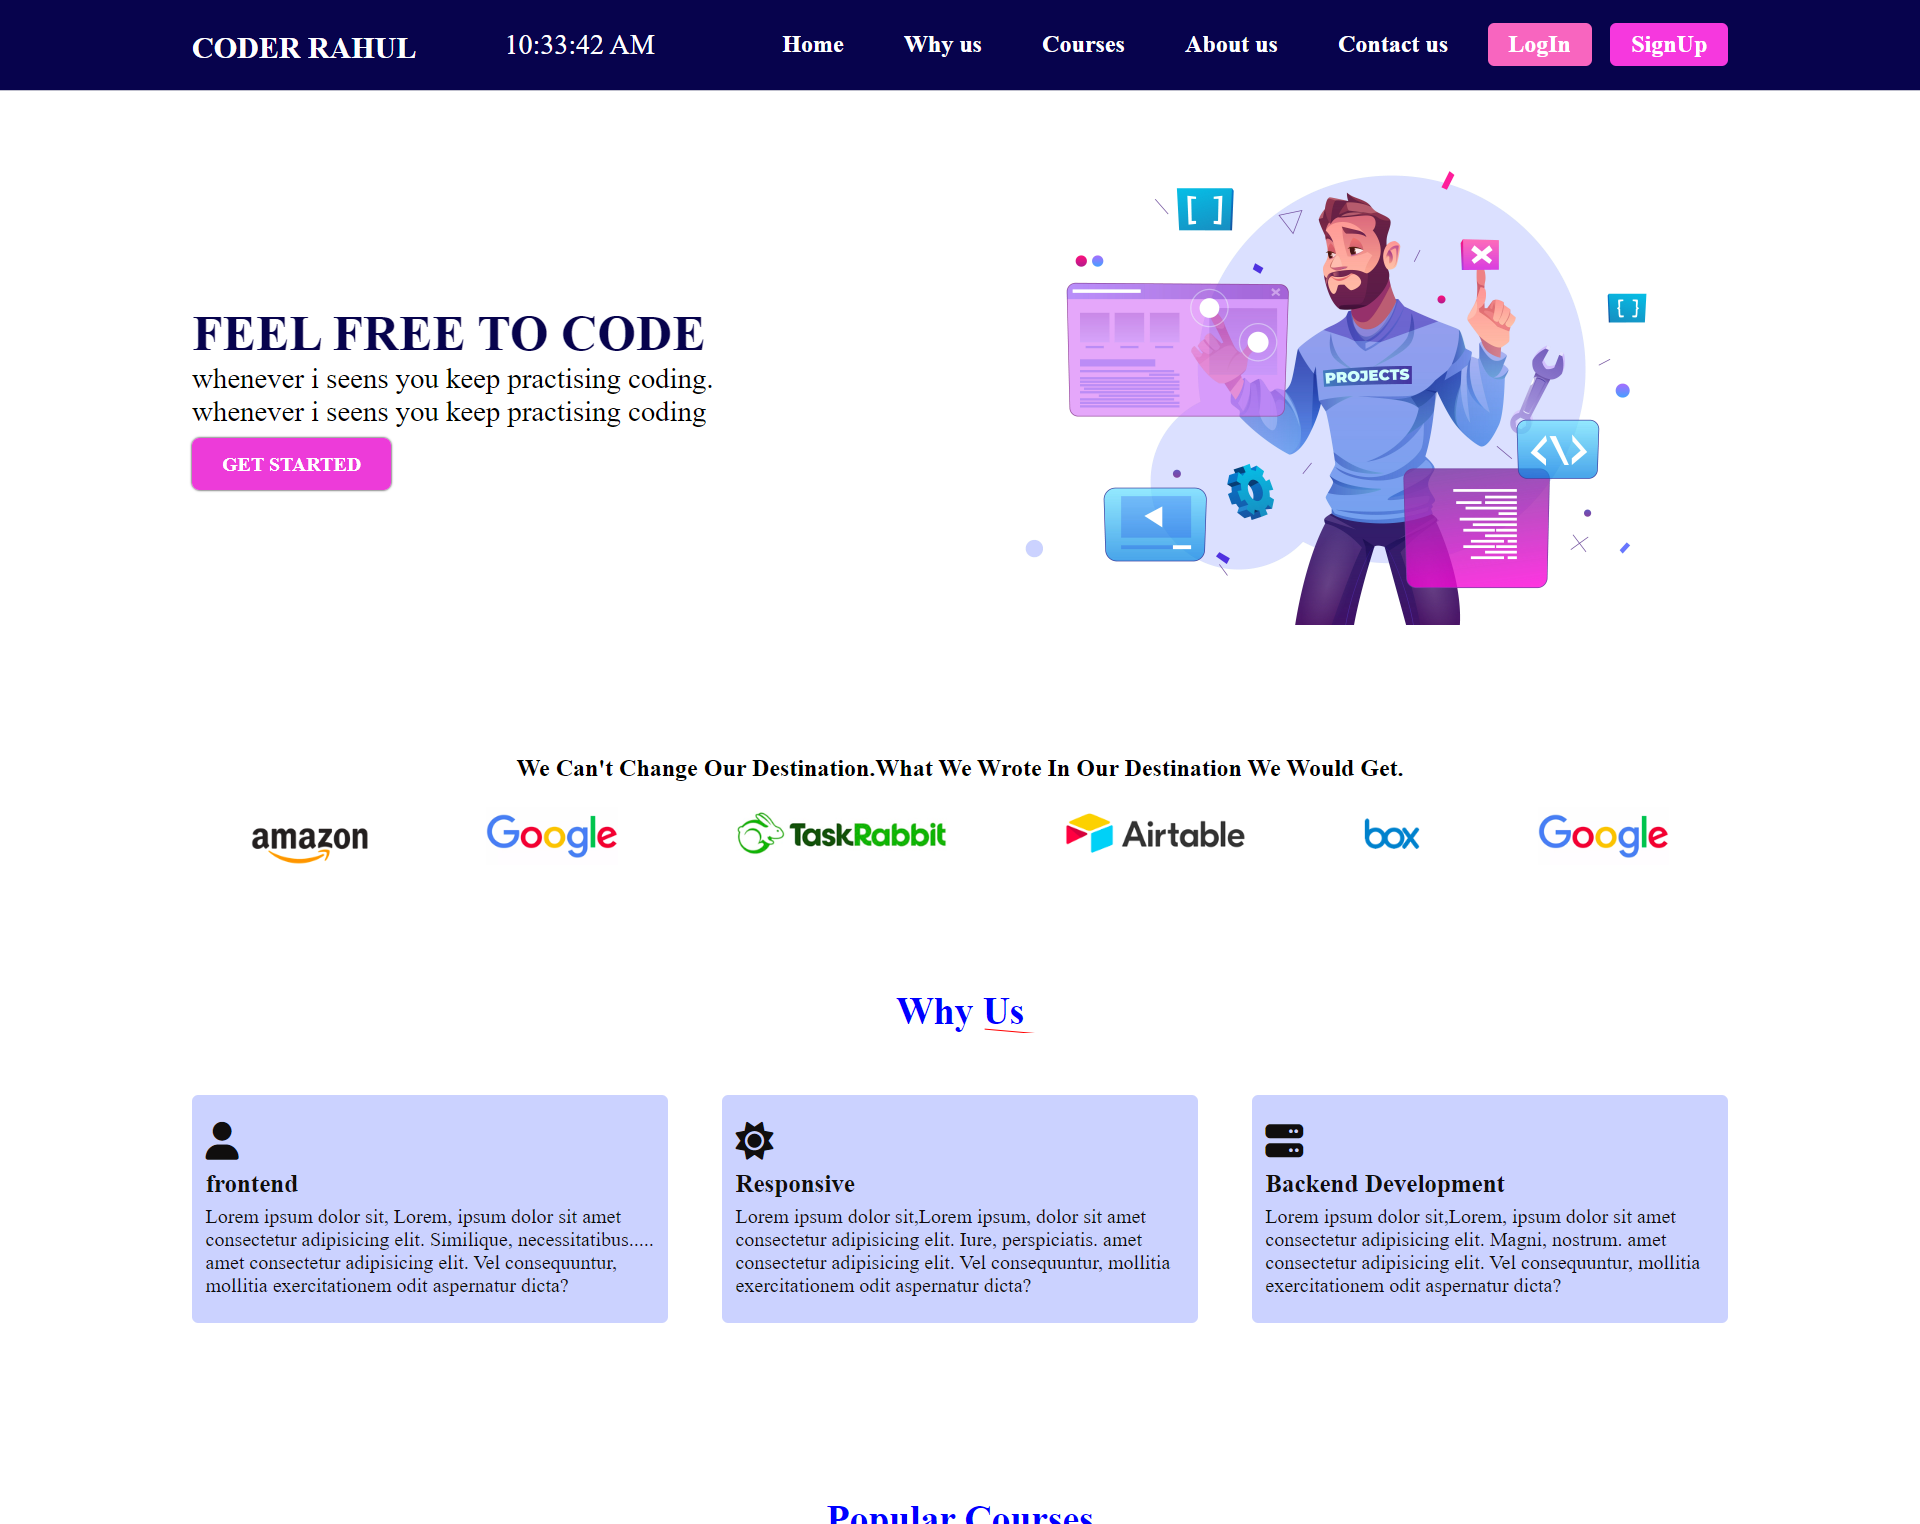 CODER RAHUL
10:33:42 AM
Home
Why us
Courses
About us
Contact us
LogIn
SignUp
[ ]
{ }
PROJECTS
<\>
FEEL FREE TO CODE
whenever i seens you keep practising coding.
whenever i seens you keep practising coding
GET STARTED
We Can't Change Our Destination.What We Wrote In Our Destination We Would Get.
amazon
Google
TaskRabbit
Airtable
box
Google
Why Us
frontend
Lorem ipsum dolor sit, Lorem, ipsum dolor sit amet
consectetur adipisicing elit. Similique, necessitatibus.....
amet consectetur adipisicing elit. Vel consequuntur,
mollitia exercitationem odit aspernatur dicta?
Responsive
Lorem ipsum dolor sit,Lorem ipsum, dolor sit amet
consectetur adipisicing elit. Iure, perspiciatis. amet
consectetur adipisicing elit. Vel consequuntur, mollitia
exercitationem odit aspernatur dicta?
Backend Development
Lorem ipsum dolor sit,Lorem, ipsum dolor sit amet
consectetur adipisicing elit. Magni, nostrum. amet
consectetur adipisicing elit. Vel consequuntur, mollitia
exercitationem odit aspernatur dicta?
Popular Courses